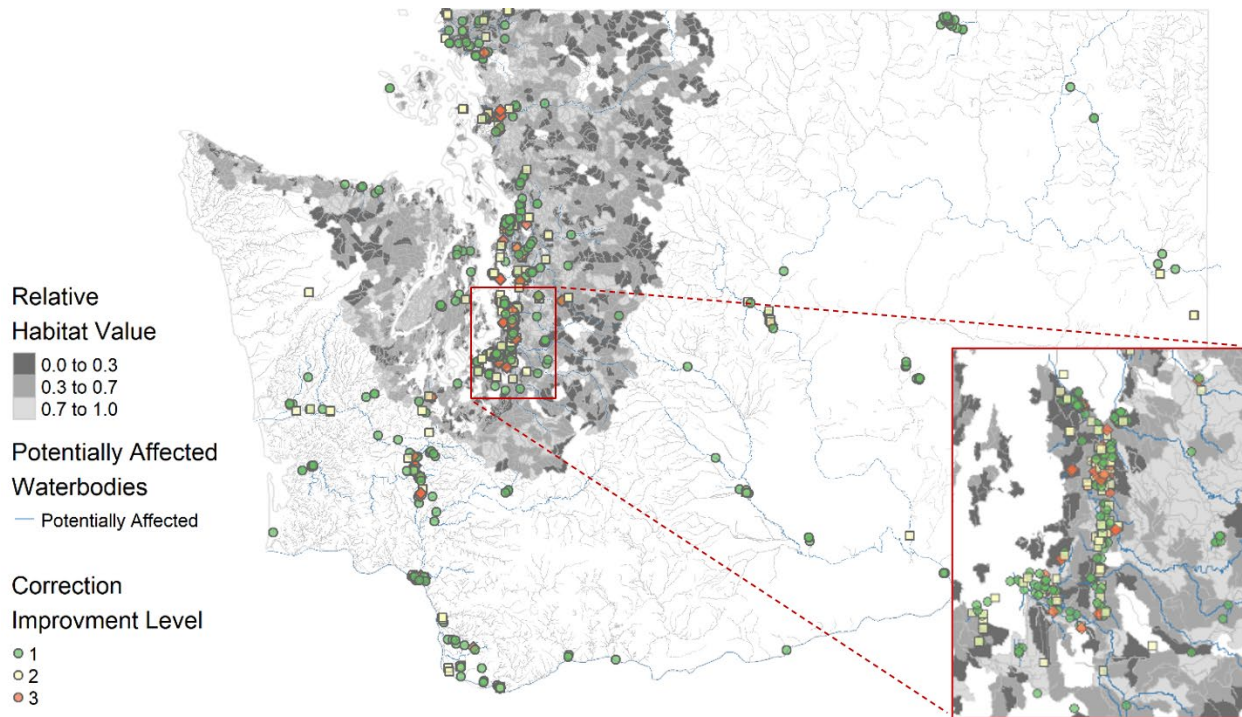 Relative
Habitat Value
0.0 to 0.3
0.3 to 0.7
0.7 to 1.0
Potentially Affected
Waterbodies
Potentially Affected
Correction
Improvment Level
1
2
3